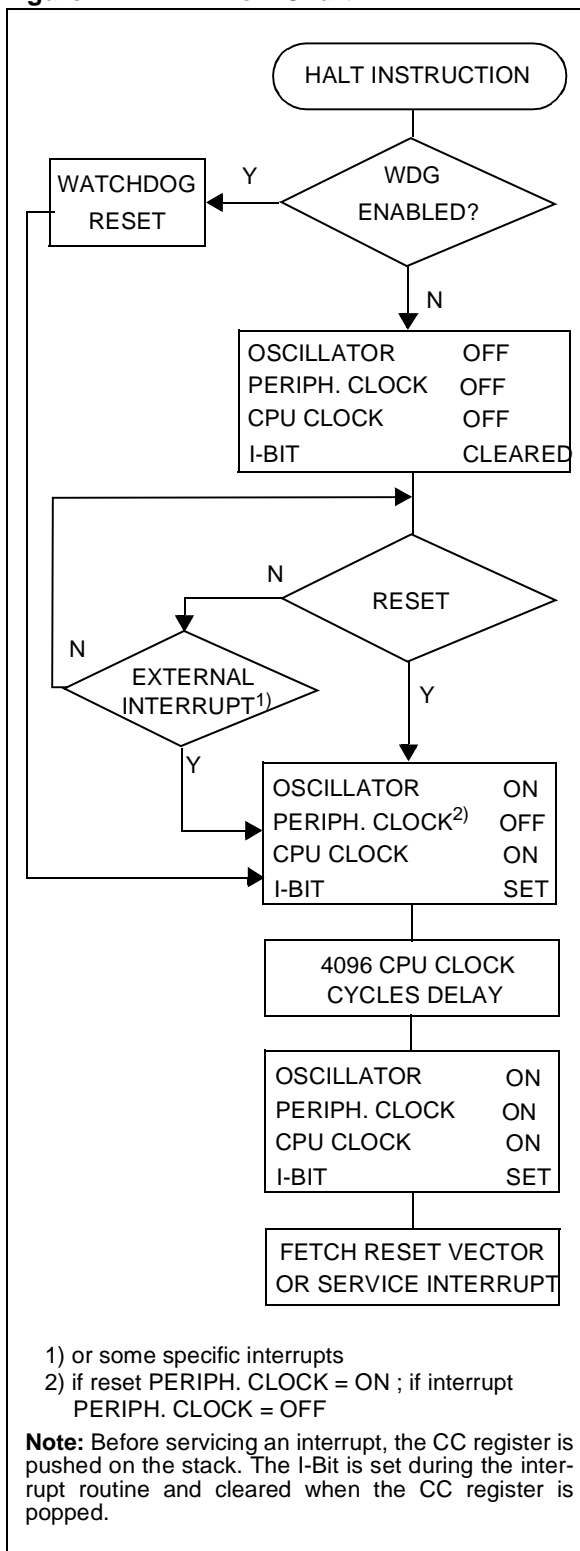 HALT INSTRUCTION
WDG
ENABLED?
Y
WATCHDOG
RESET
N
OSCILLATOR OFF
PERIPH. CLOCK OFF
CPU CLOCK OFF
I-BIT CLEARED
RESET
N
N
EXTERNAL
INTERRUPT1)
Y
Y
OSCILLATOR ON
PERIPH. CLOCK2) OFF
CPU CLOCK ON
I-BIT SET
4096 CPU CLOCK
CYCLES DELAY
OSCILLATOR ON
PERIPH. CLOCK ON
CPU CLOCK ON
I-BIT SET
FETCH RESET VECTOR
OR SERVICE INTERRUPT
1) or some specific interrupts
2) if reset PERIPH. CLOCK = ON ; if interrupt
PERIPH. CLOCK = OFF
Note: Before servicing an interrupt, the CC register is
pushed on the stack. The I-Bit is set during the inter-
rupt routine and cleared when the CC register is
popped.